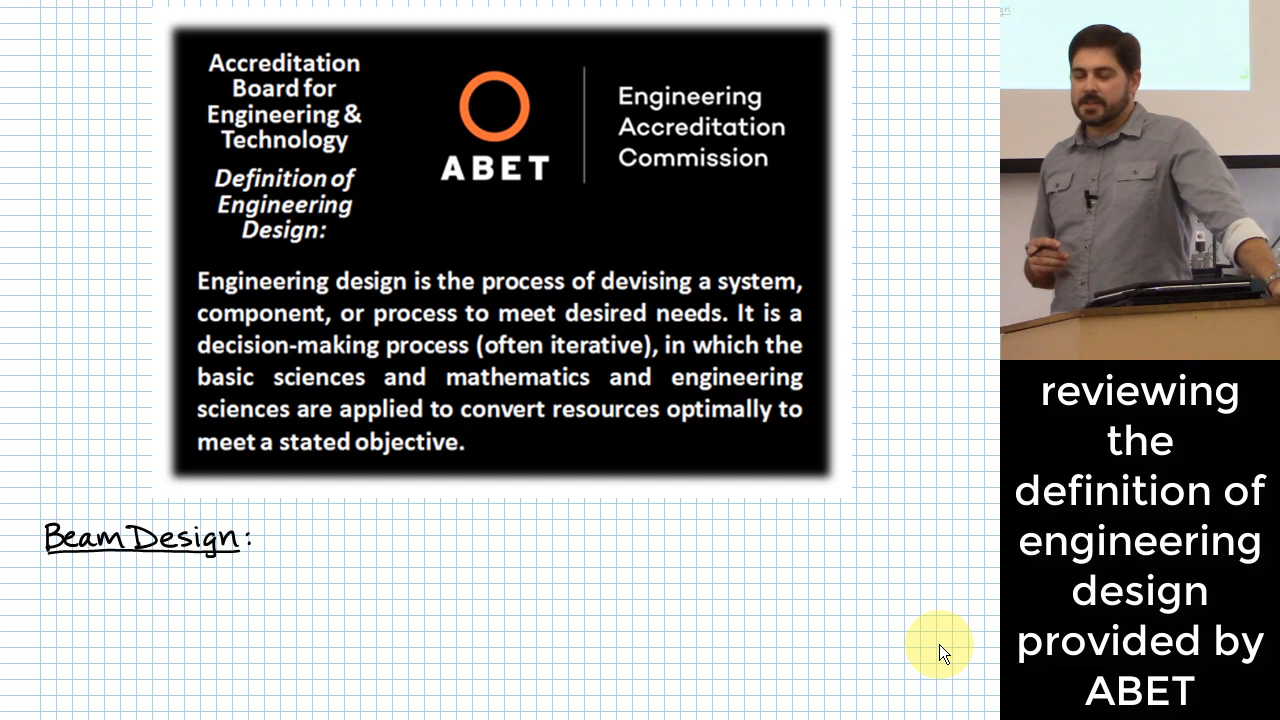 Accreditation
Board for
Engineering &
Technology
Definition of
Engineering
Design:
ABET
Engineering
Accreditation
Commission
Engineering design is the process of devising a system,
component, or process to meet desired needs. It is a
decision-making process (often iterative), in which the
basic sciences and mathematics and engineering
sciences are applied to convert resources optimally to
meet a stated objective.
Beam Design:
reviewing
the
definition of
engineering
design
provided by
ABET